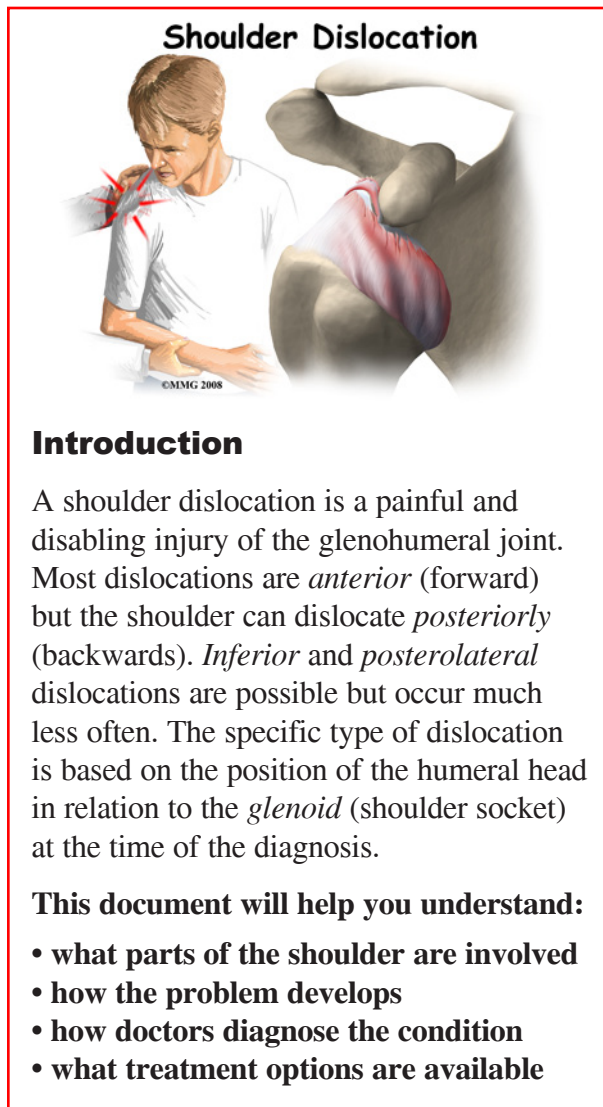 Shoulder Dislocation
©MMG 2008
Introduction
A shoulder dislocation is a painful and
disabling injury of the glenohumeral joint.
Most dislocations are anterior (forward)
but the shoulder can dislocate posteriorly
(backwards). Inferior and posterolateral
dislocations are possible but occur much
less often. The specific type of dislocation
is based on the position of the humeral head
in relation to the glenoid (shoulder socket)
at the time of the diagnosis.
This document will help you understand:
• what parts of the shoulder are involved
• how the problem develops
• how doctors diagnose the condition
• what treatment options are available